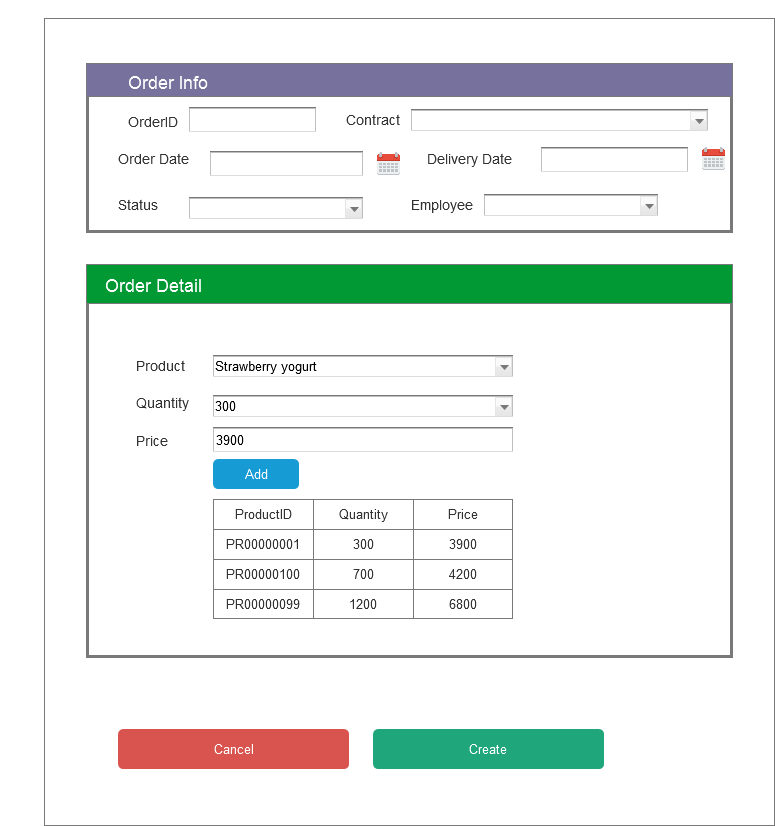 Order Info
OrderID Contract
Order Date Delivery Date
Status Employee
Order Detail
Product Strawberry yogurt
Quantity 300
Price 3900
Add
ProductID Quantity Price
PR00000001 300 3900
PR00000100 700 4200
PR00000099 1200 6800
Cancel Create